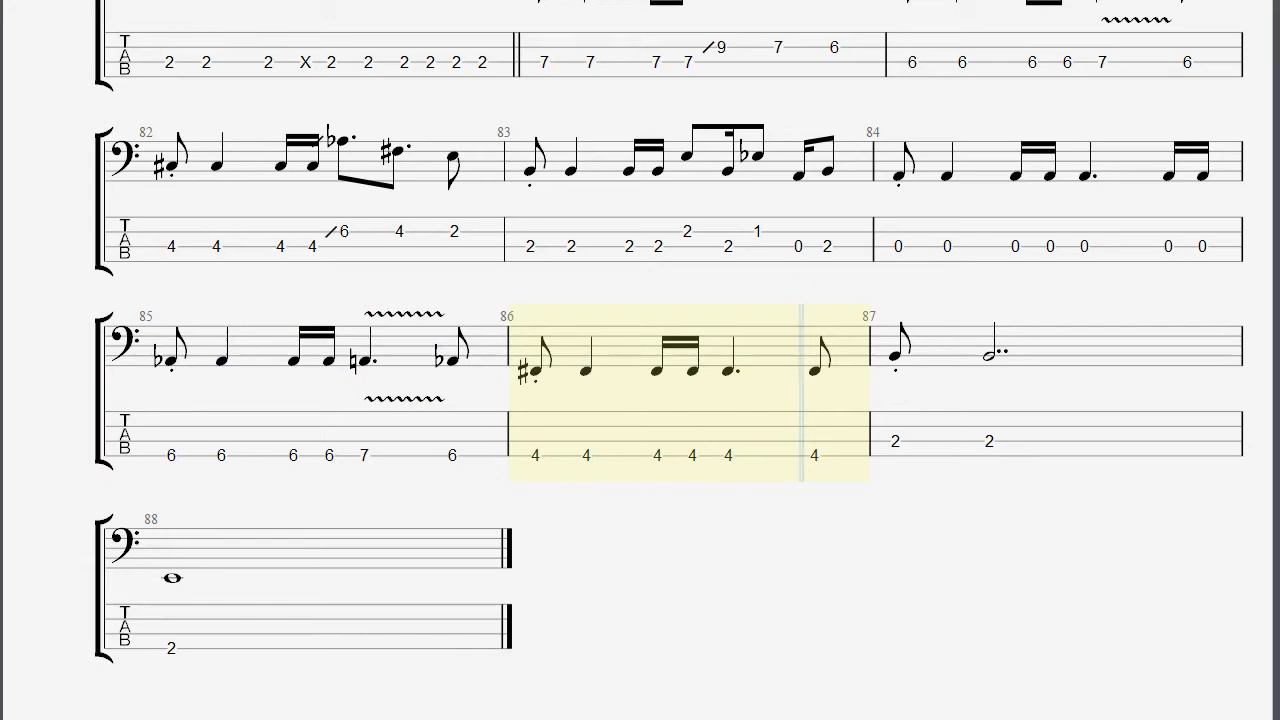 9 7 6
T A B 2 2 2 X 2 2 2 2 2 2 7 7 7 7 6 6 6 6 7 6
82 83 84
6 4 2 2 1
T A B 4 4 4 4 2 2 2 2 2 0 2 0 0 0 0 0 0 0
85 86 87
2 2
T A B 6 6 6 6 7 6 4 4 4 4 4 4
88
T A B 2